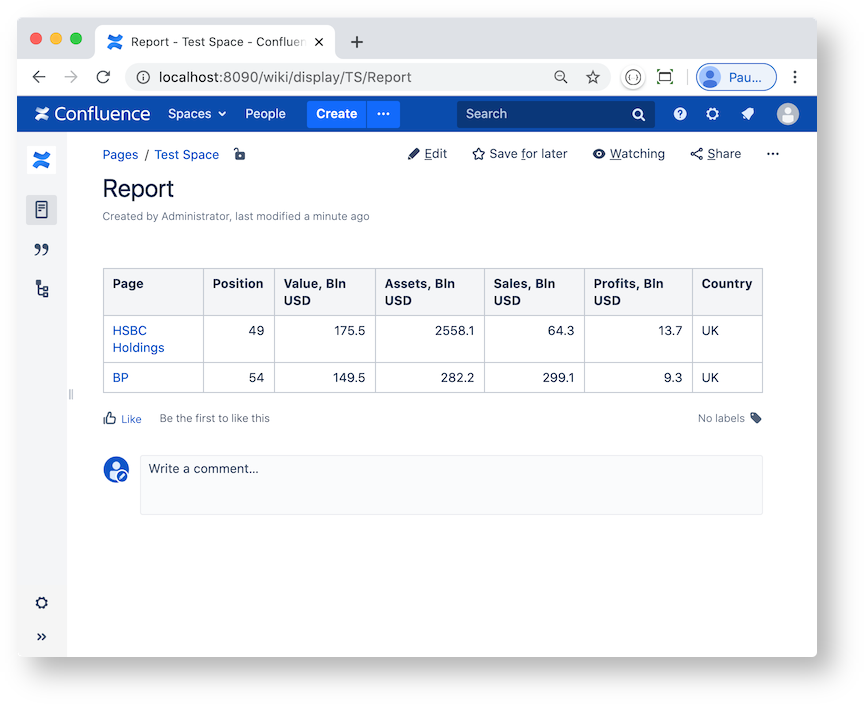 Report - Test Space - Confluen
localhost:8090/wiki/display/TS/Report
Pau...
Confluence Spaces People Create ··· Search
Pages / Test Space
Edit Save for later Watching Share ···
Report
Created by Administrator, last modified a minute ago
Page Position Value, Bln USD Assets, Bln USD Sales, Bln USD Profits, Bln USD Country
HSBC Holdings 49 175.5 2558.1 64.3 13.7 UK
BP 54 149.5 282.2 299.1 9.3 UK
Like Be the first to like this No labels
Write a comment...